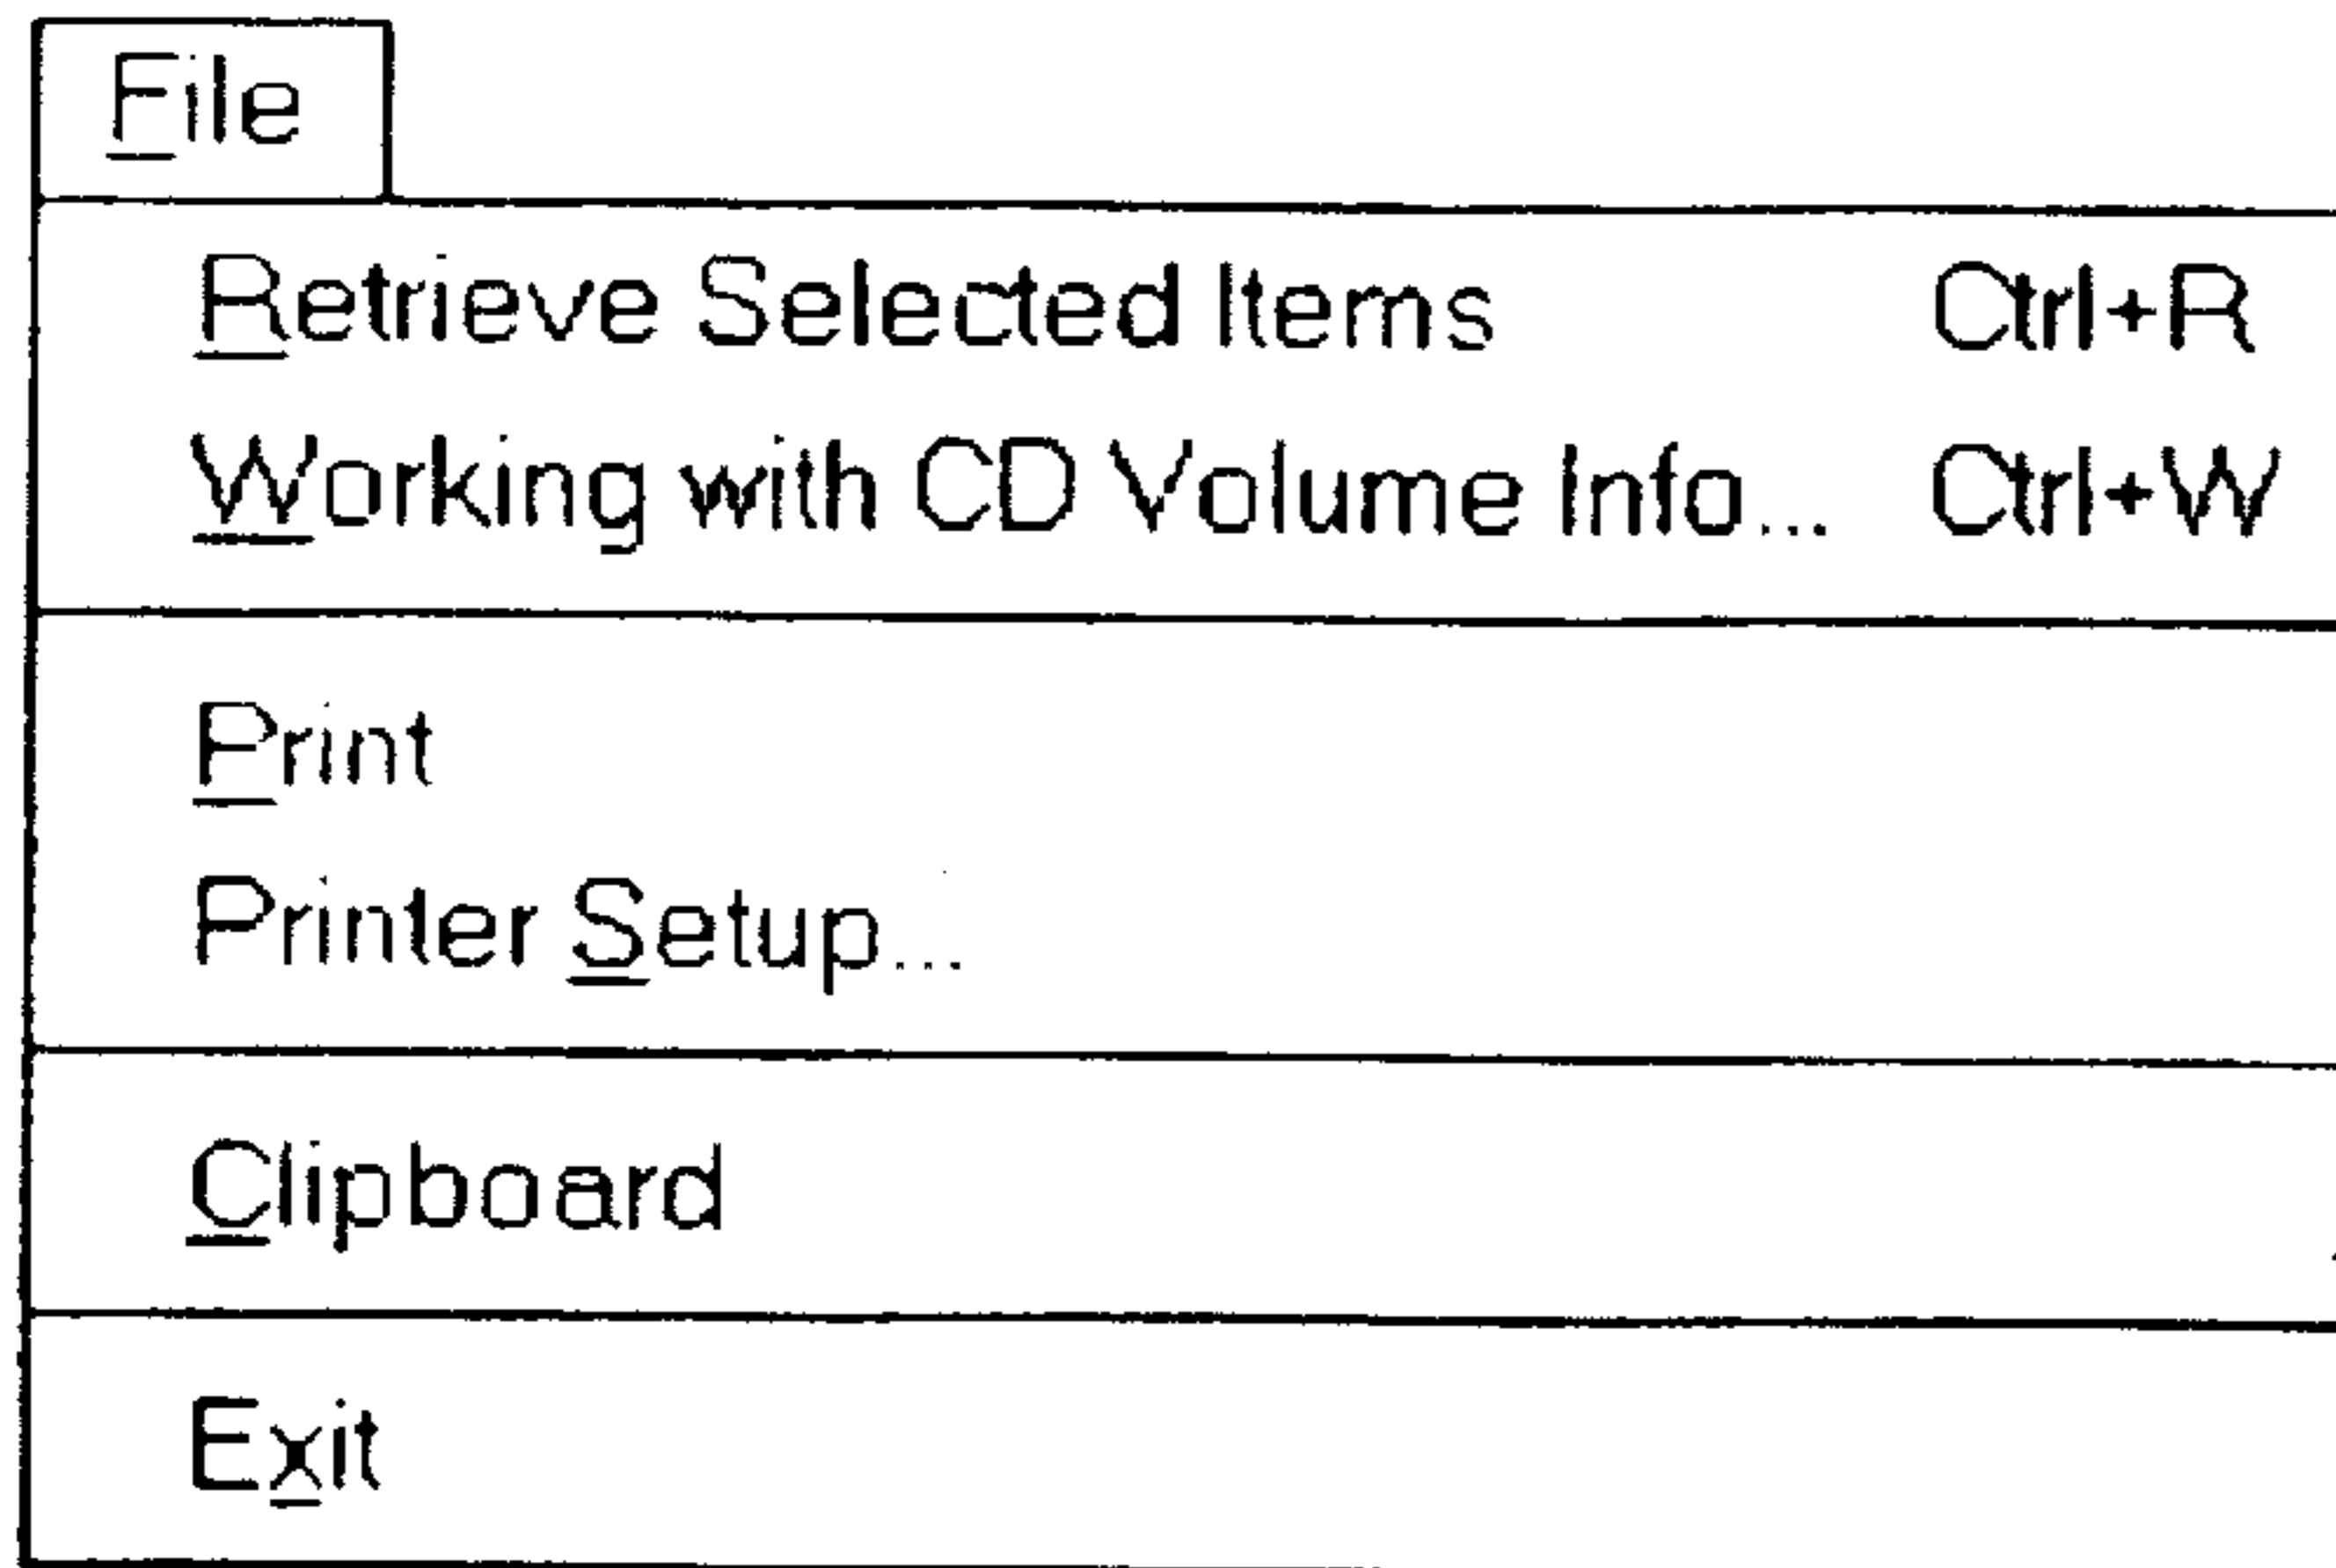 File
Retrieve Selected Items Ctrl+R
Working with CD Volume Info... Ctrl+W
Print
Printer Setup...
Clipboard
Exit